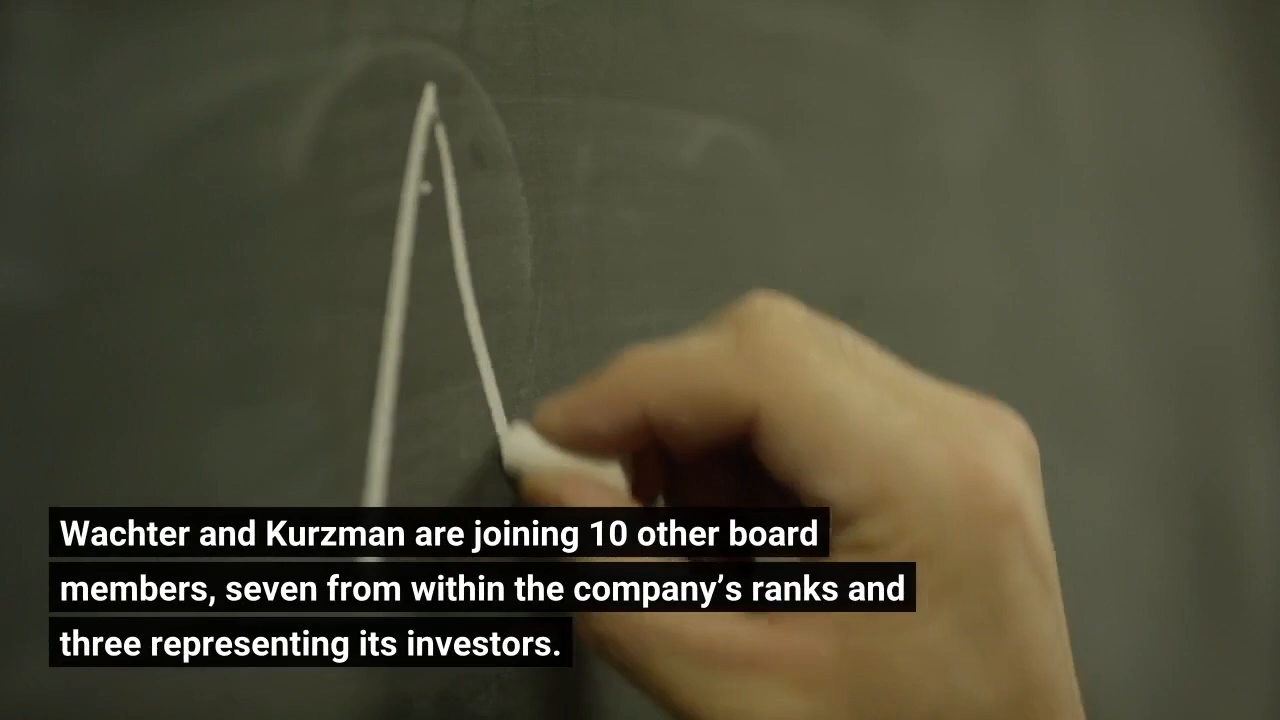 Wachter and Kurzman are joining 10 other board
members, seven from within the company’s ranks and
three representing its investors.